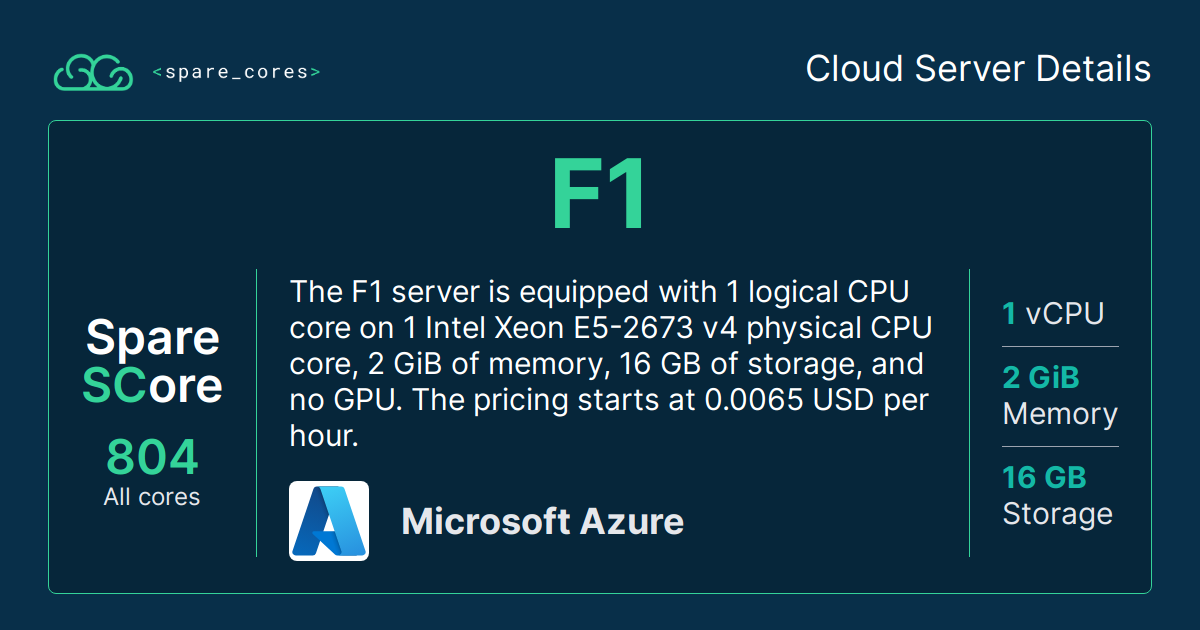 <spare_cores>
Cloud Server Details
F1
Spare
SCore
804
All cores
The F1 server is equipped with 1 logical CPU
core on 1 Intel Xeon E5-2673 v4 physical CPU
core, 2 GiB of memory, 16 GB of storage, and
no GPU. The pricing starts at 0.0065 USD per
hour.
Microsoft Azure
1 vCPU
2 GiB
Memory
16 GB
Storage